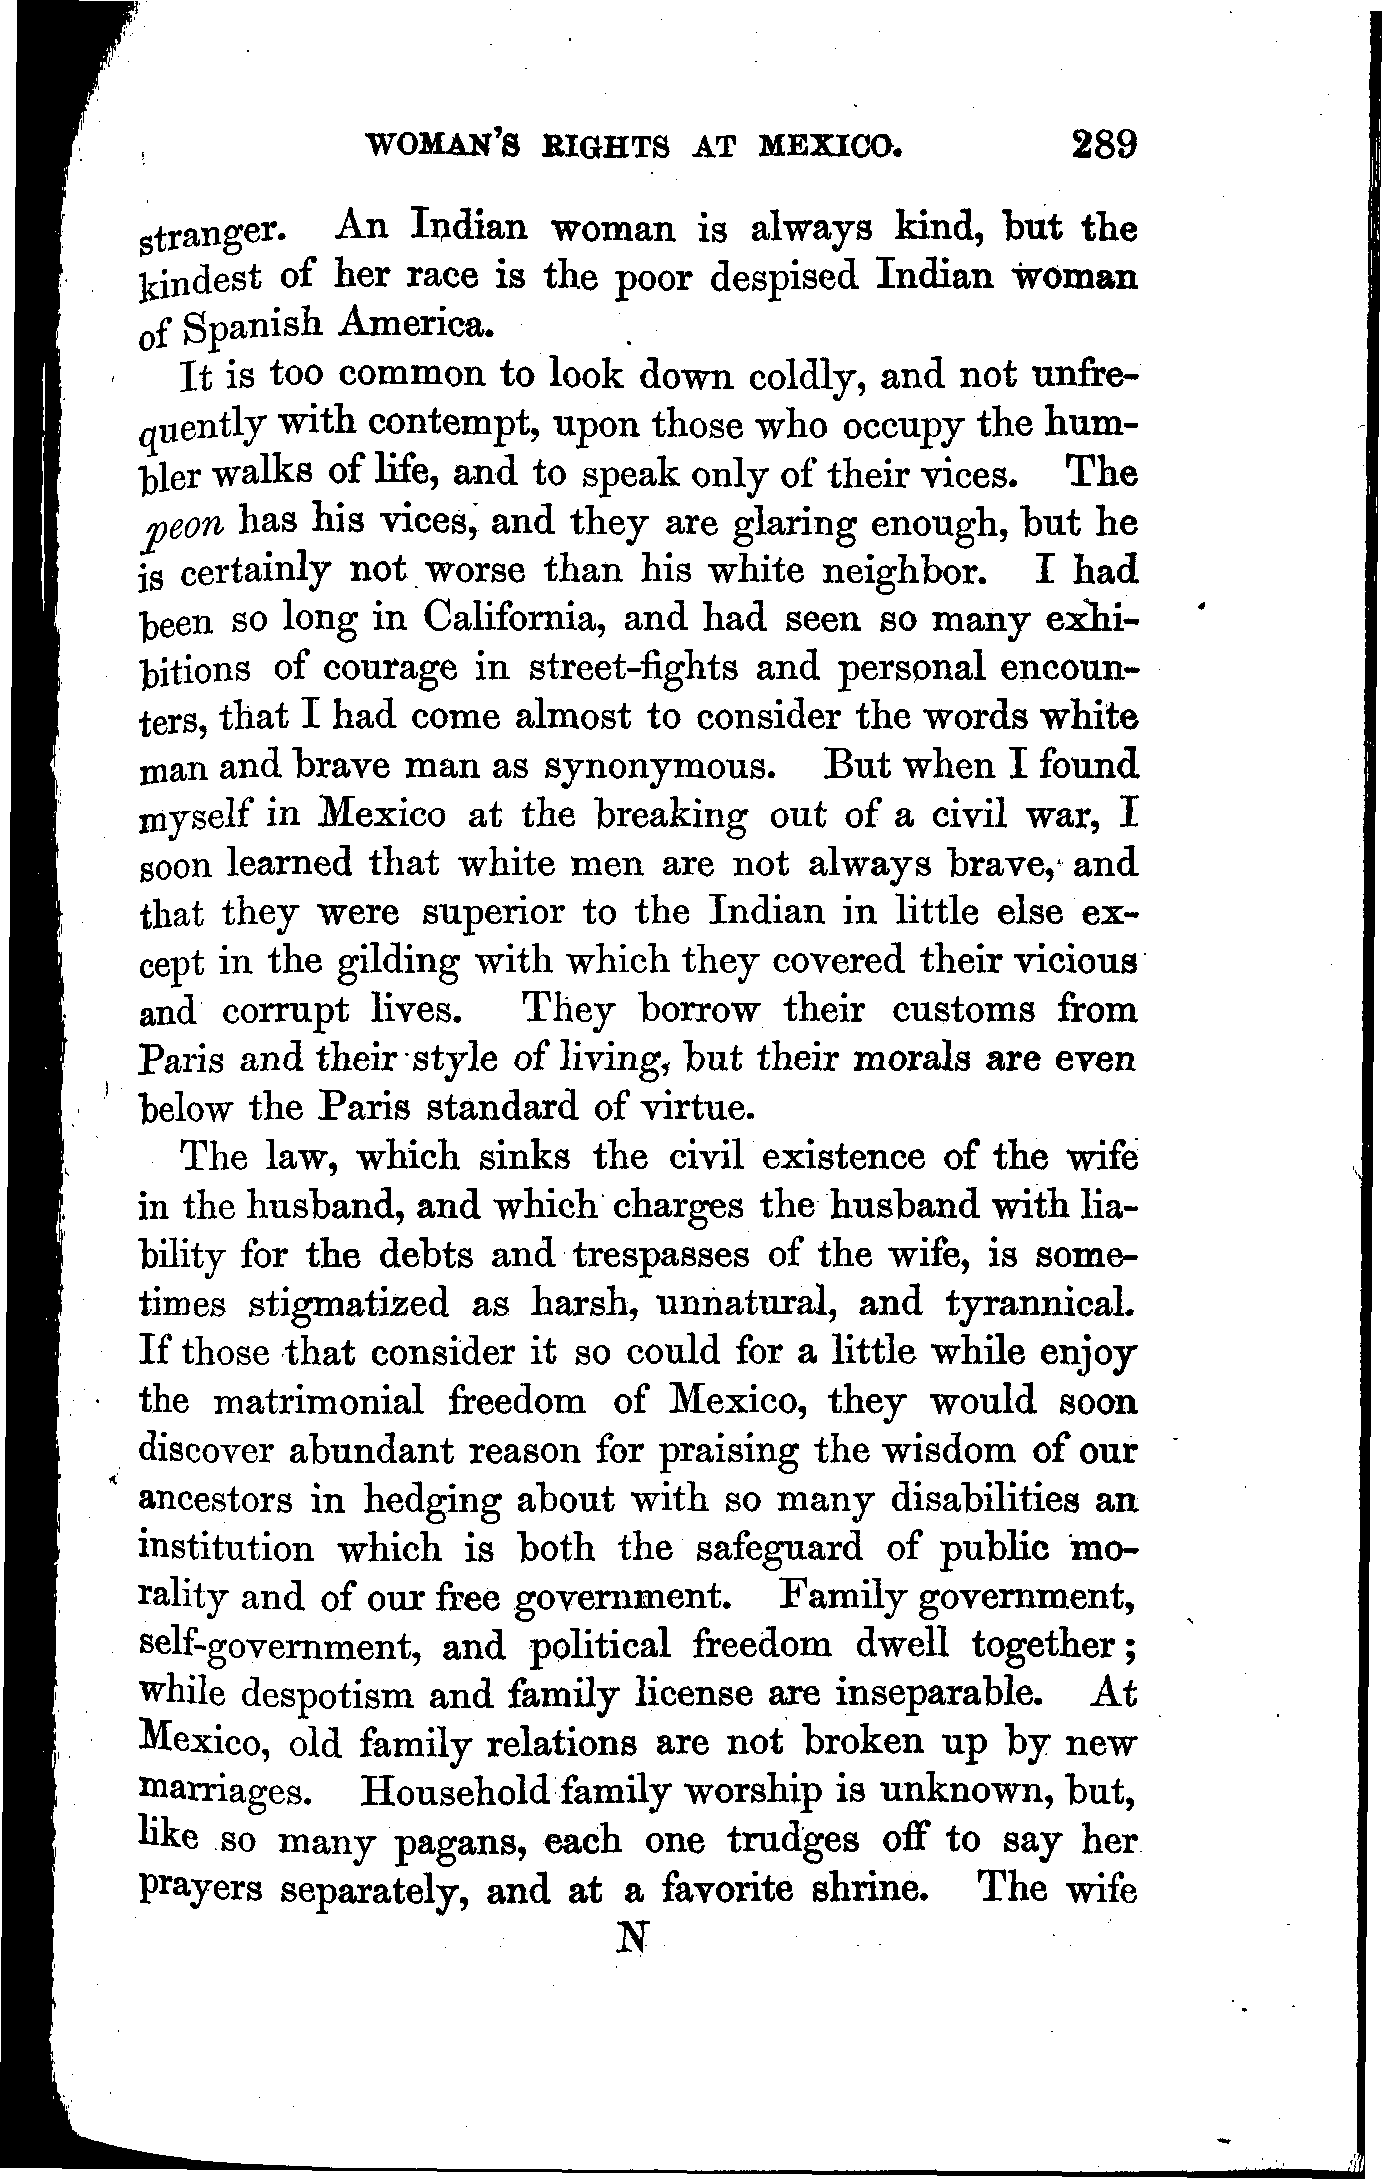 WOMAN'S RIGHTS AT MEXICO. 289
stranger. An Indian woman is always kind, but the
kindest of her race is the poor despised Indian woman
of Spanish America.
It is too common to look down coldly, and not unfre-
quently with contempt, upon those who occupy the hum-
bler walks of life, and to speak only of their vices. The
peon has his vices, and they are glaring enough, but he
is certainly not worse than his white neighbor. I had
been so long in California, and had seen so many exhi-
bitions of courage in street-fights and personal encoun-
ters, that I had come almost to consider the words white
man and brave man as synonymous. But when I found
myself in Mexico at the breaking out of a civil war, I
soon learned that white men are not always brave, and
that they were superior to the Indian in little else ex-
cept in the gilding with which they covered their vicious
and corrupt lives. They borrow their customs from
Paris and their style of living, but their morals are even
below the Paris standard of virtue.
The law, which sinks the civil existence of the wife
in the husband, and which charges the husband with lia-
bility for the debts and trespasses of the wife, is some-
times stigmatized as harsh, unnatural, and tyrannical.
If those that consider it so could for a little while enjoy
the matrimonial freedom of Mexico, they would soon
discover abundant reason for praising the wisdom of our
ancestors in hedging about with so many disabilities an
institution which is both the safeguard of public mo-
rality and of our free government. Family government,
self-government, and political freedom dwell together;
while despotism and family license are inseparable. At
Mexico, old family relations are not broken up by new
marriages. Household family worship is unknown, but,
like so many pagans, each one trudges off to say her
prayers separately, and at a favorite shrine. The wife
N